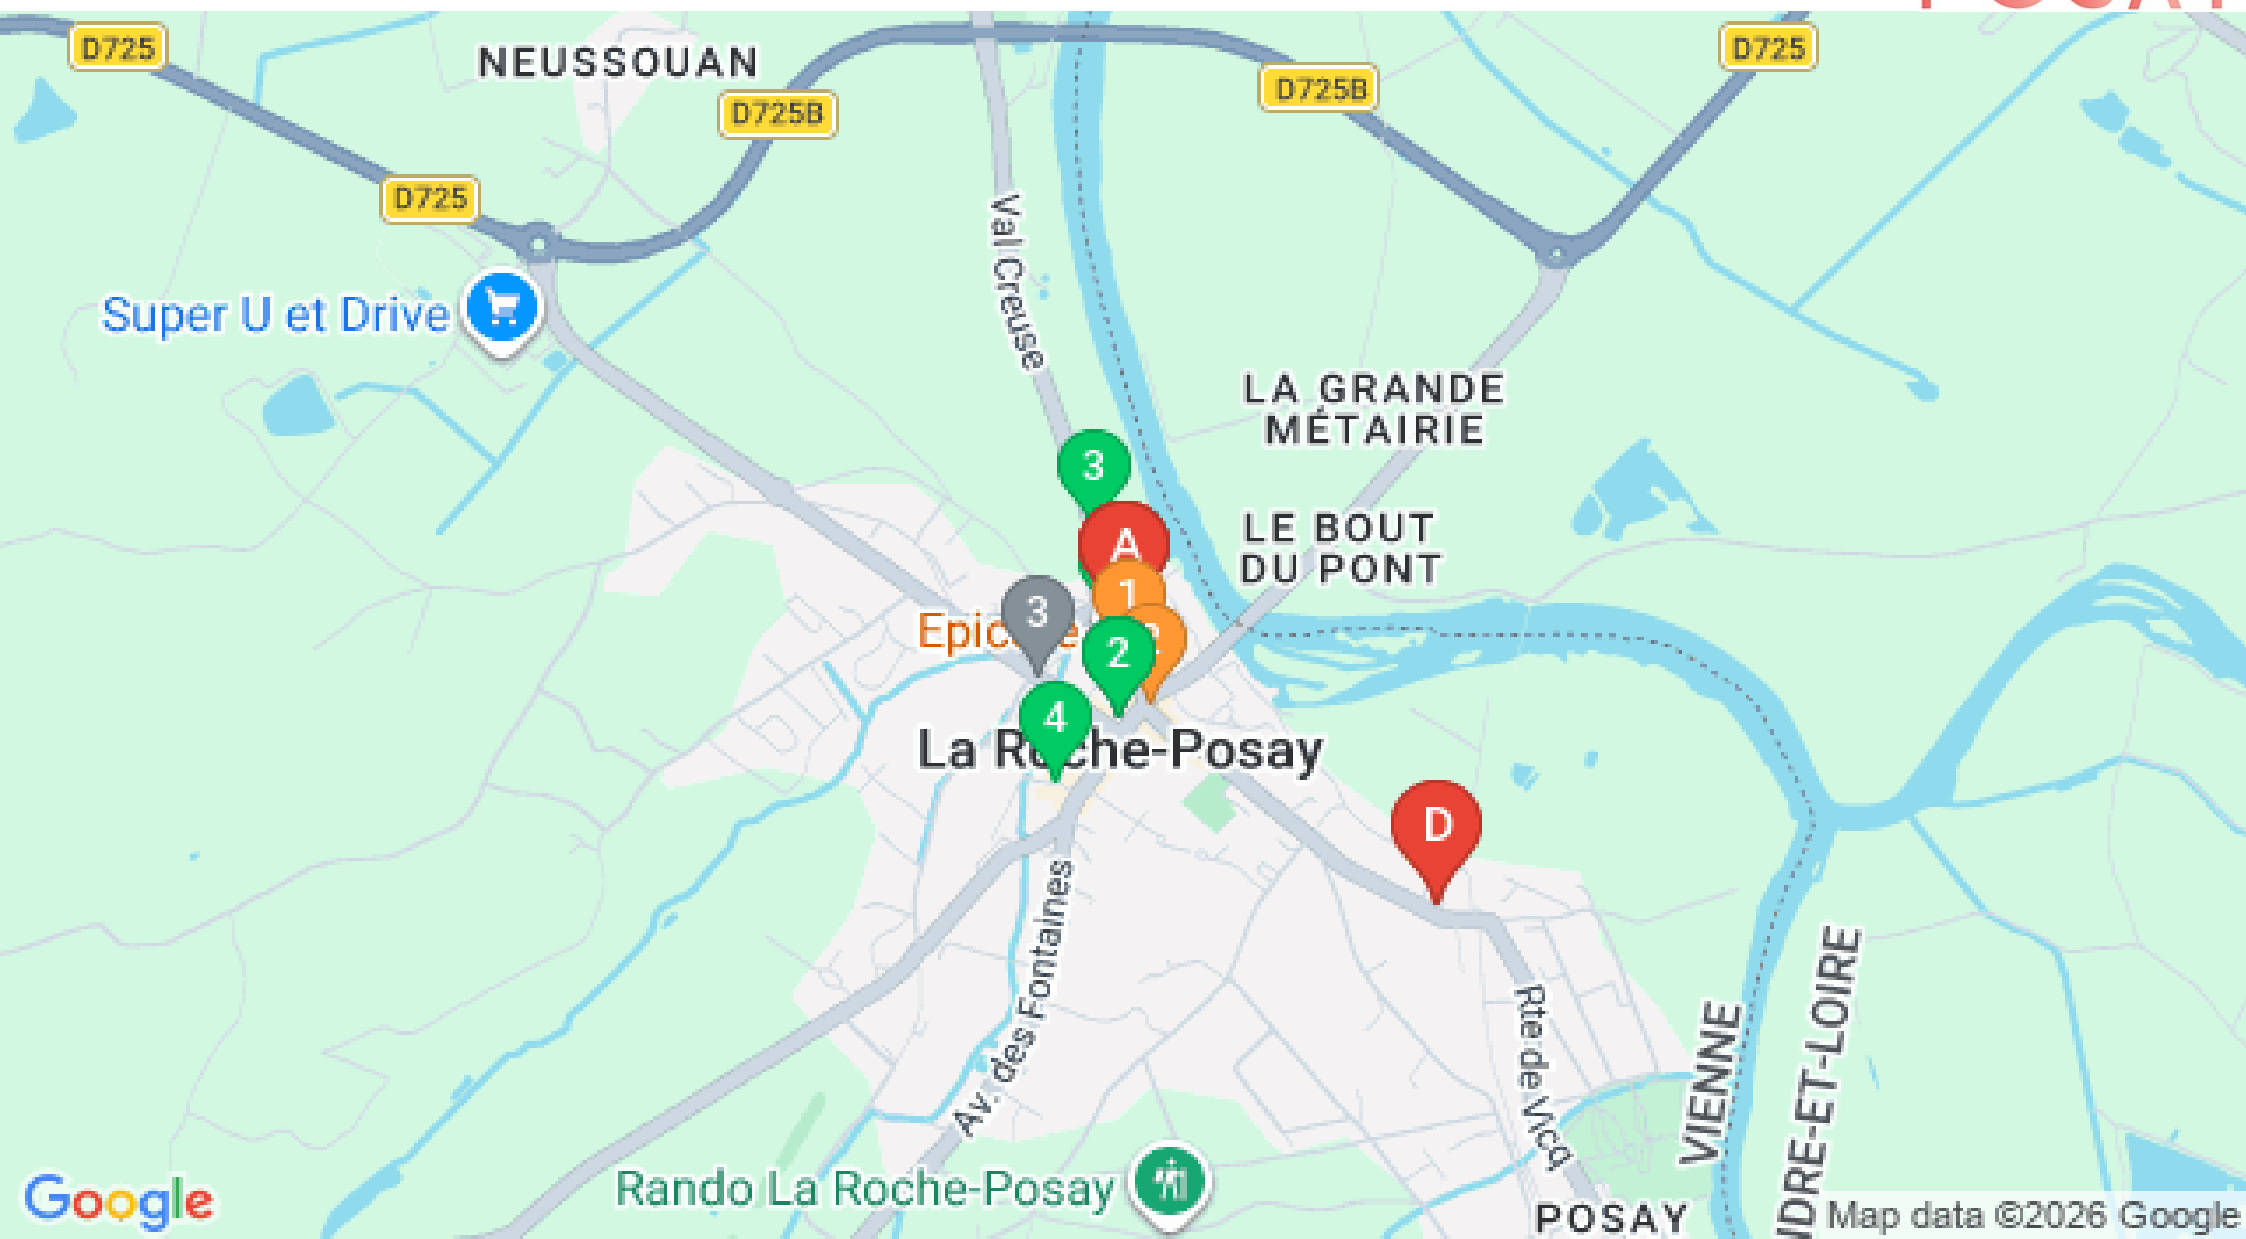 D725
NEUSSOUAN
D725B
D725B
D725
D725
Val Creuse
Super U et Drive
LA GRANDE
MÉTAIRIE
3
A
LE BOUT
DU PONT
1
3
2
4
La Roche-Posay
D
Av. des Fontaines
Rte de Vicq
VIENNE
Rando La Roche-Posay
POSAY
Google
Map data ©2026 Google